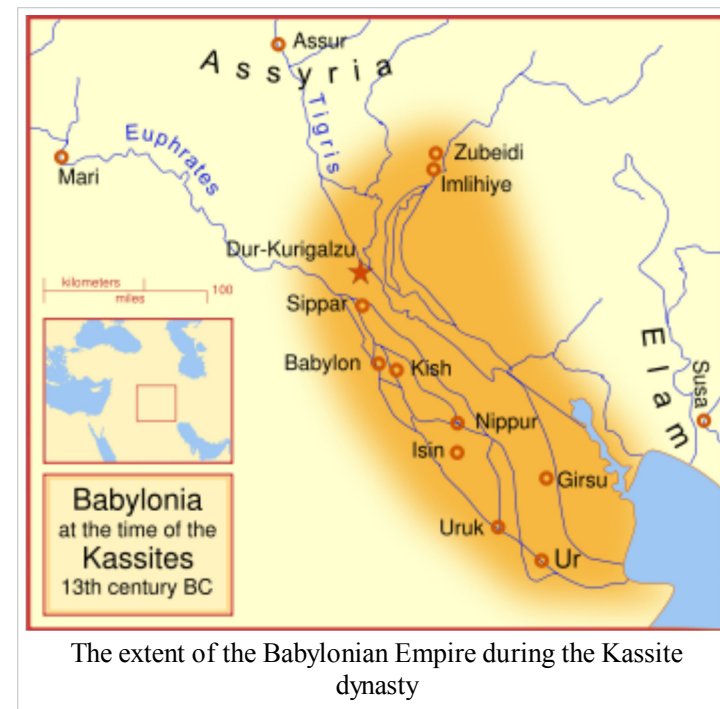 Assur
Assyria
Tigris
Euphrates
Mari
Zubeidi
Imlihiye
Dur-Kurigalzu
kilometers
miles
100
Sippar
Babylon
Kish
Elam
Susa
Nippur
Isin
Girsu
Uruk
Ur
Babylonia
at the time of the
Kassites
13th century BC
The extent of the Babylonian Empire during the Kassite
dynasty